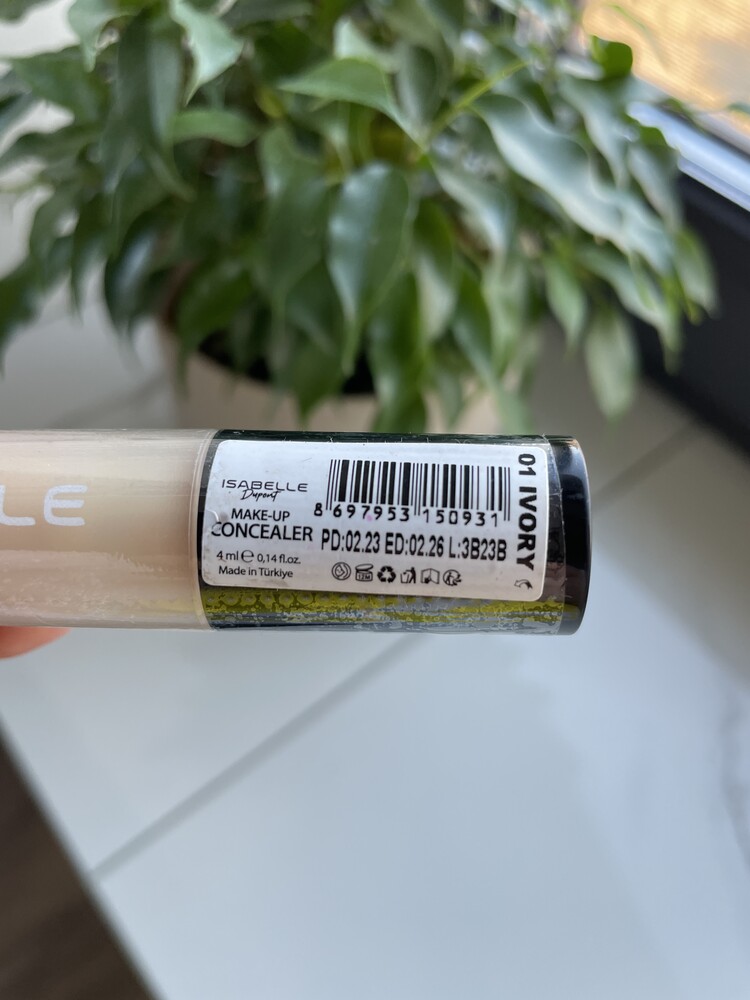 LE
ISABELLE
Dupont
MAKE-UP
CONCEALER
4 ml ℮ 0,14 fl.oz.
Made in Türkiye
8 697953 150931
PD:02.23 ED:02.26 L:3B23B
12M
01 IVORY